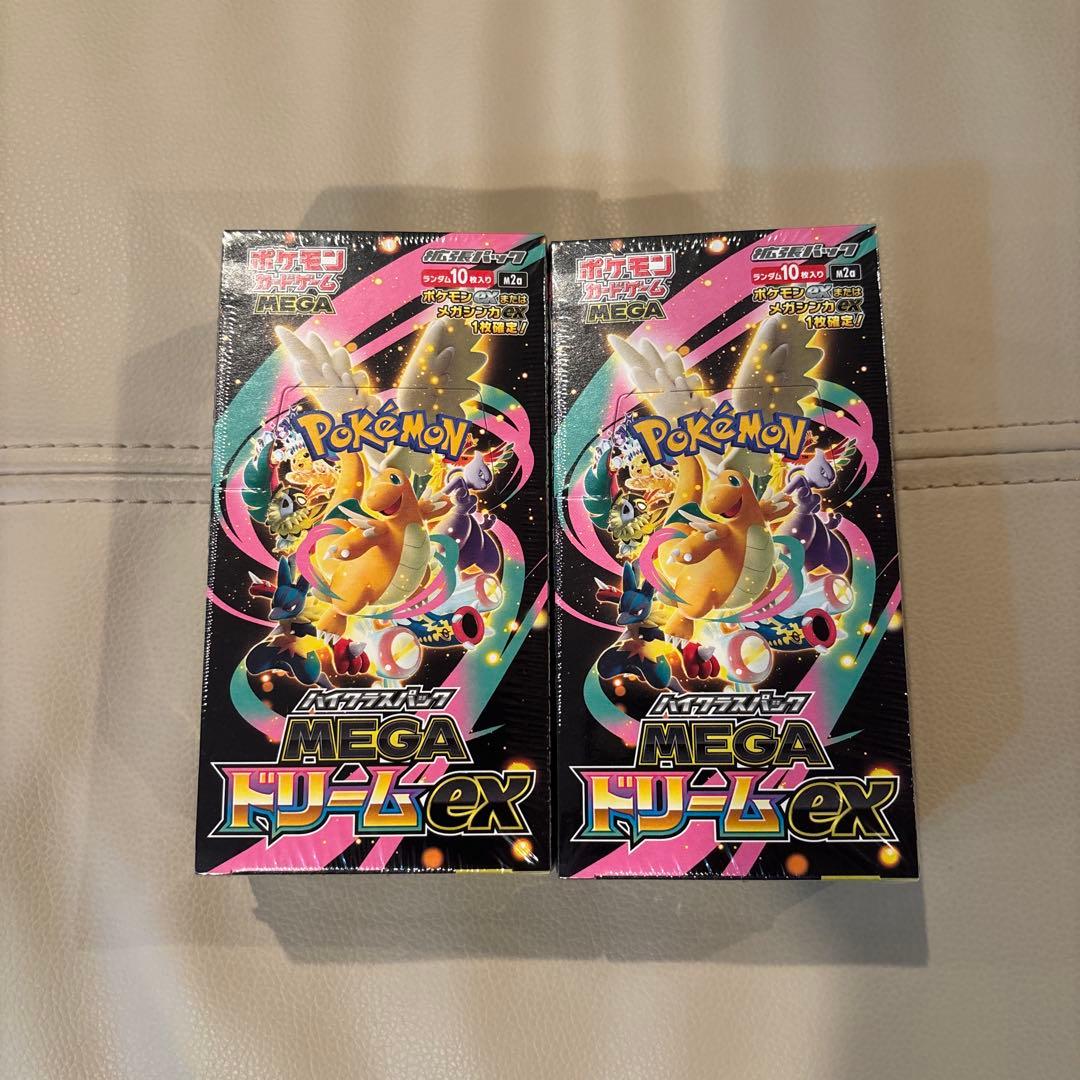 ポケモン
カードゲーム
MEGA
拡張パック
ランダム10枚入り M2a
ポケモンexまたは
メガシンカex
1枚確定!
POKéMON
ハイクラスパック
MEGA
ドリームex
ポケモン
カードゲーム
MEGA
拡張パック
ランダム10枚入り M2a
ポケモンexまたは
メガシンカex
1枚確定!
POKéMON
ハイクラスパック
MEGA
ドリームex